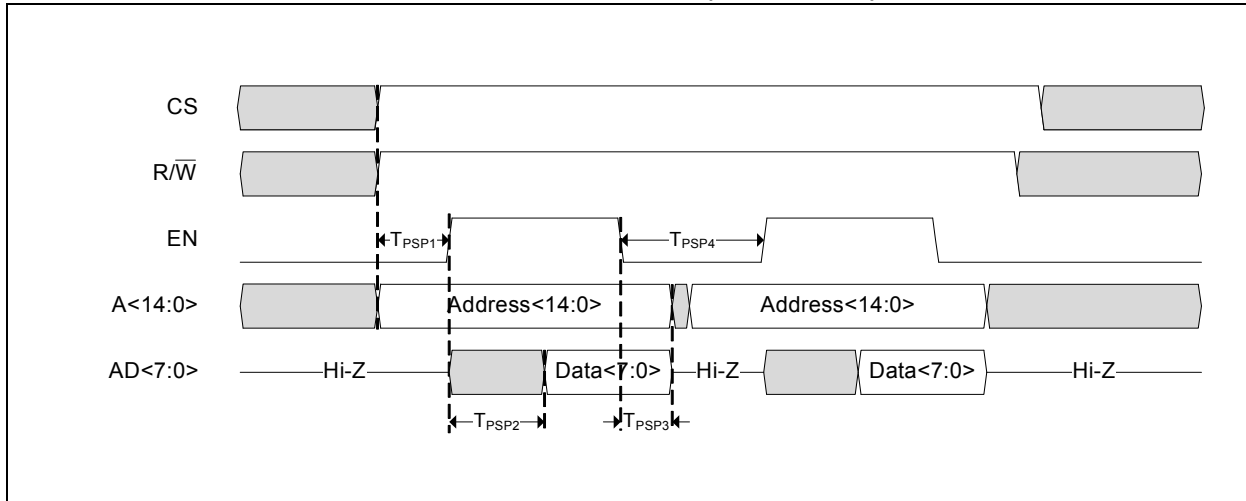 CS
R/W̅
EN
TPSP1
TPSP4
A<14:0>
Address<14:0>
Address<14:0>
AD<7:0>
Hi-Z
Data<7:0>
Hi-Z
Data<7:0>
Hi-Z
TPSP2
TPSP3